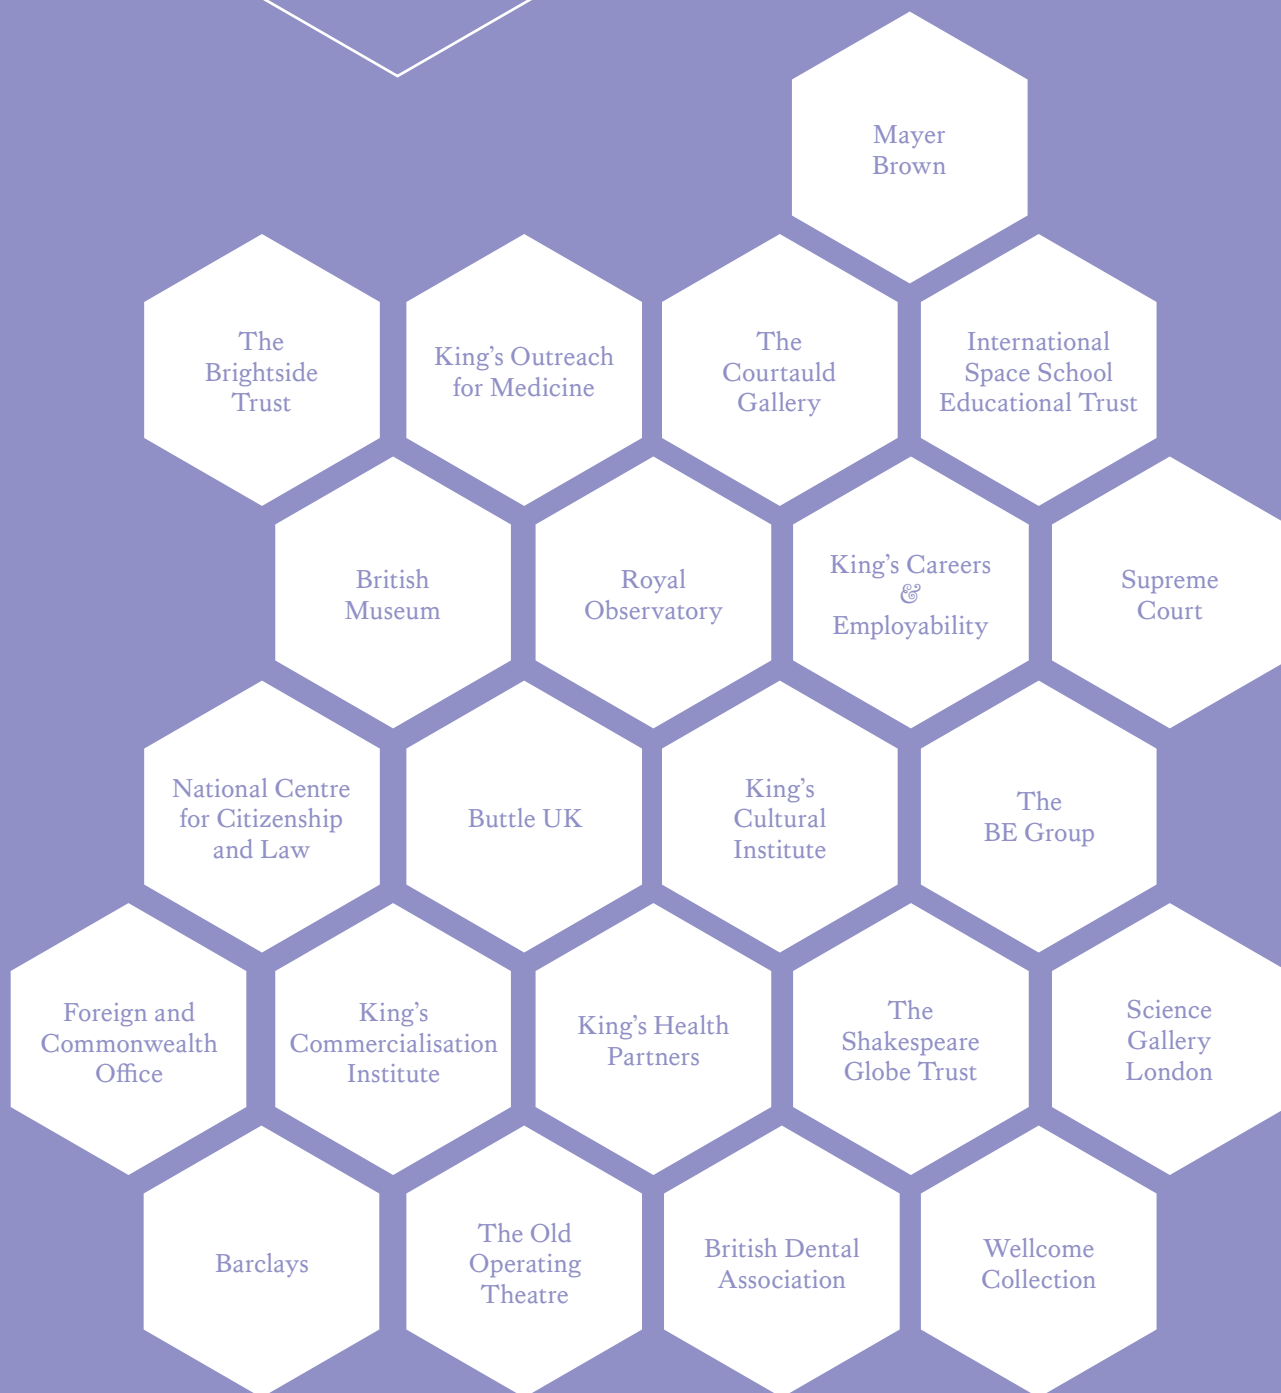 Mayer
Brown
The
Brightside
Trust
King’s Outreach
for Medicine
The
Courtauld
Gallery
International
Space School
Educational Trust
British
Museum
Royal
Observatory
King’s Careers
&
Employability
Supreme
Court
National Centre
for Citizenship
and Law
Buttle UK
King’s
Cultural
Institute
The
BE Group
Foreign and
Commonwealth
Office
King’s
Commercialisation
Institute
King’s Health
Partners
The
Shakespeare
Globe Trust
Science
Gallery
London
Barclays
The Old
Operating
Theatre
British Dental
Association
Wellcome
Collection